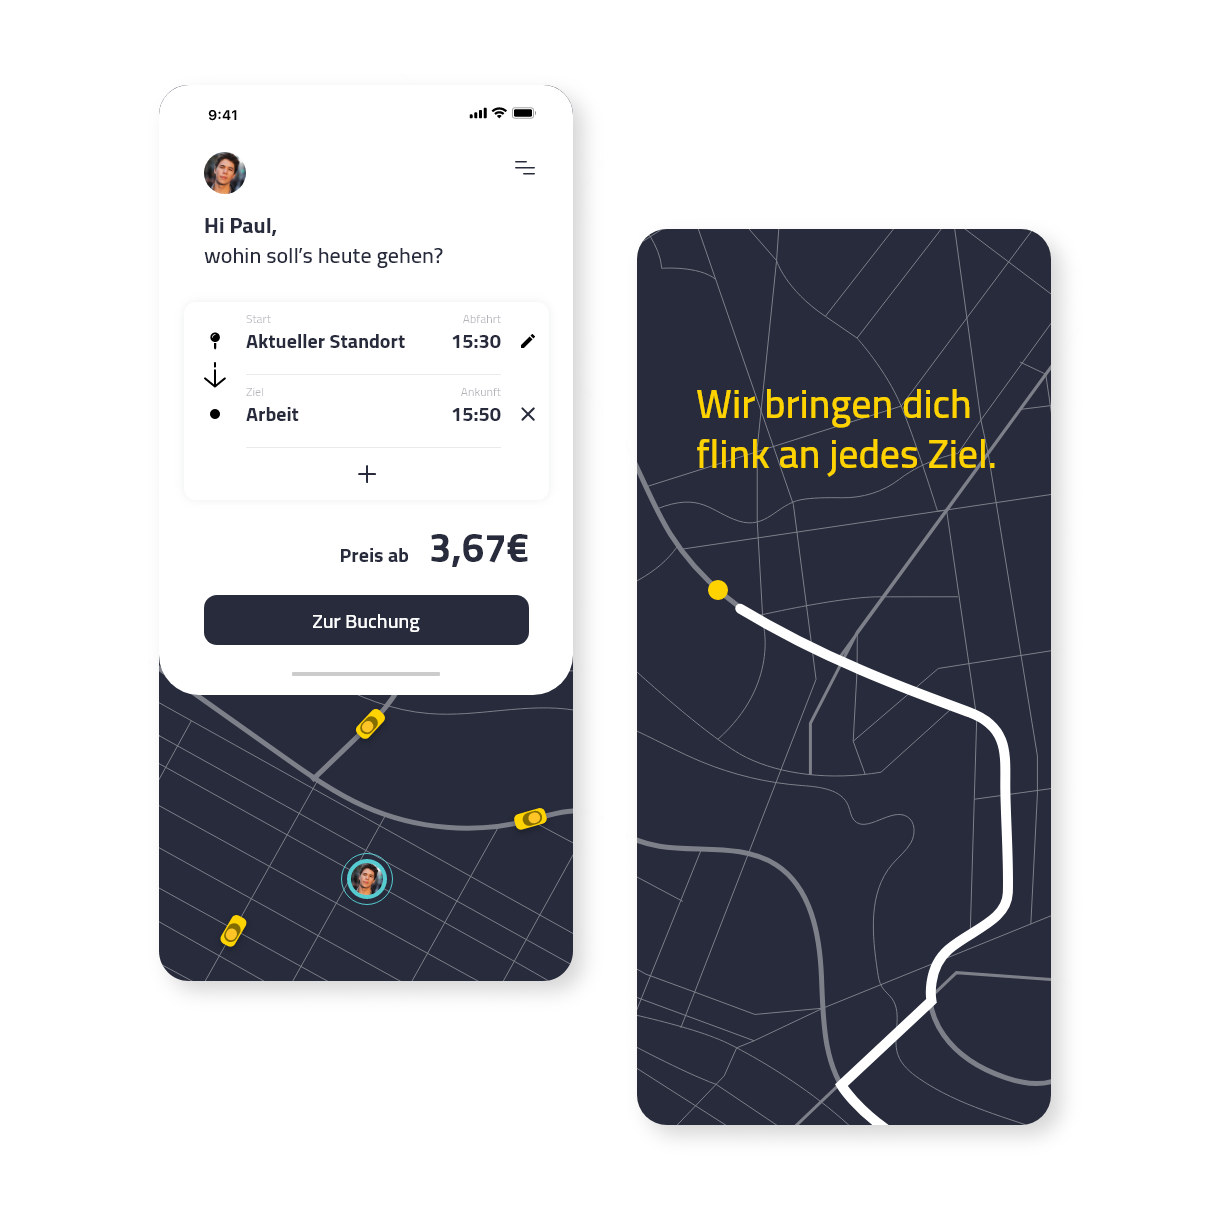 9:41
Hi Paul,
wohin soll’s heute gehen?
Start Abfahrt
Aktueller Standort 15:30
Ziel Ankunft
Arbeit 15:50
Preis ab 3,67€
Zur Buchung
Wir bringen dich
flink an jedes Ziel.